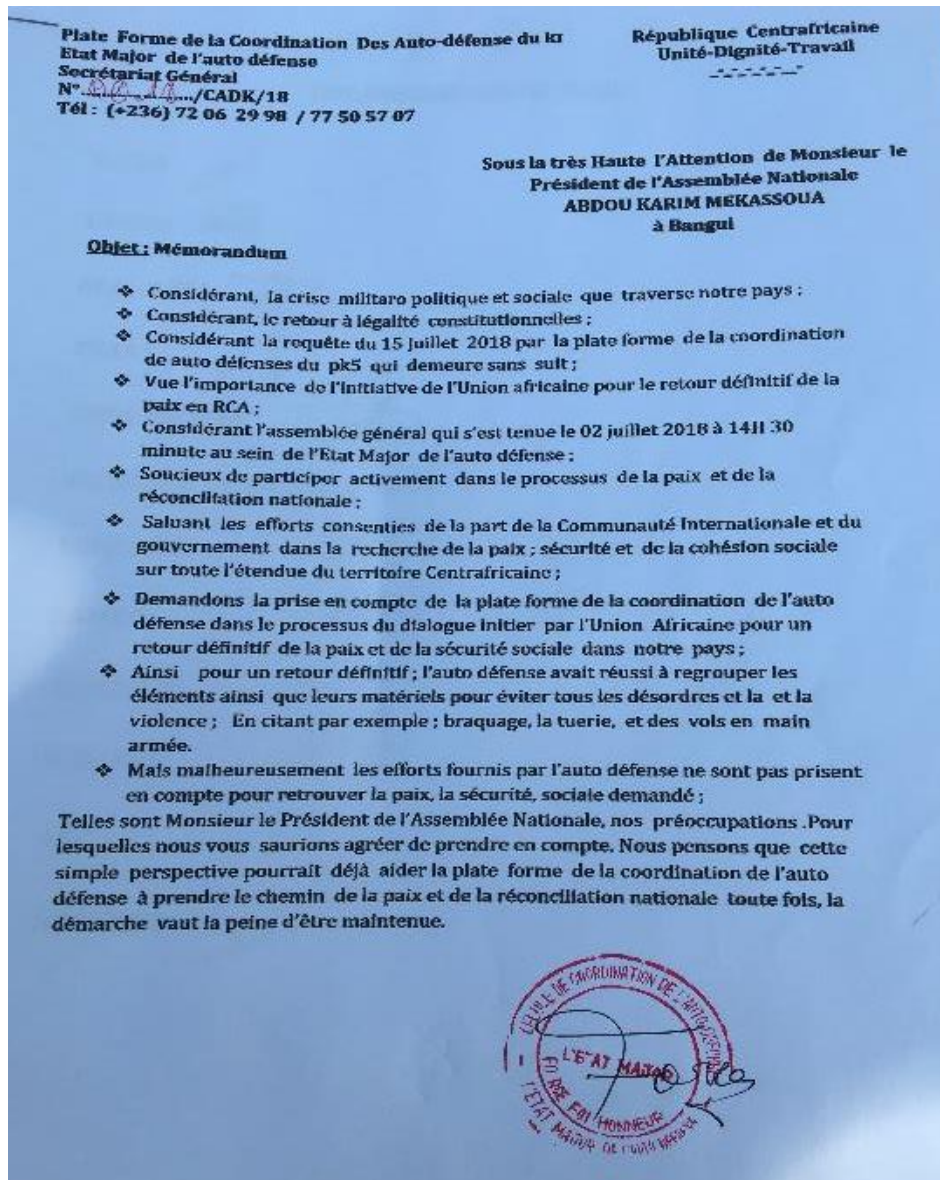 Plate Forme de la Coordination Des Auto-défense du
Etat Major de l'auto défense
Secrétariat Général
N°................/CADK/18
Tél : (+236) 72 06 29 98 / 77 50 57 07
République Centrafricaine
Unité-Dignité-Travail
Sous la très Haute l'Attention de Monsieur le
Président de l'Assemblée Nationale
ABDOU KARIM MEKASSOUA
à Bangui
Objet : Mémorandum
❖ Considérant, la crise militaro politique et sociale que traverse notre pays ;
❖ Considérant, le retour à légalité constitutionnelles ;
❖ Considérant la requête du 15 juillet 2018 par la plate forme de la coordination
de auto défenses du pk5 qui demeure sans suit ;
❖ Vue l'importance de l'initiative de l'Union africaine pour le retour définitif de la
paix en RCA ;
❖ Considérant l'assemblée général qui s'est tenue le 02 juillet 2018 à 14H 30
minute au sein de l'Etat Major de l'auto défense ;
❖ Soucieux de participer activement dans le processus de la paix et de la
réconciliation nationale ;
❖ Saluant les efforts consenties de la part de la Communauté Internationale et du
gouvernement dans la recherche de la paix ; sécurité et de la cohésion sociale
sur toute l'étendue du territoire Centrafricaine ;
❖ Demandons la prise en compte de la plate forme de la coordination de l'auto
défense dans le processus du dialogue initier par l'Union Africaine pour un
retour définitif de la paix et de la sécurité sociale dans notre pays ;
❖ Ainsi pour un retour définitif ; l'auto défense avait réussi à regrouper les
éléments ainsi que leurs matériels pour éviter tous les désordres et la et la
violence ; En citant par exemple ; braquage, la tuerie, et des vols en main
armée.
❖ Mais malheureusement les efforts fournis par l'auto défense ne sont pas prisent
en compte pour retrouver la paix, la sécurité, sociale demandé ;
Telles sont Monsieur le Président de l'Assemblée Nationale, nos préoccupations .Pour
lesquelles nous vous saurions agréer de prendre en compte. Nous pensons que cette
simple perspective pourrait déjà aider la plate forme de la coordination de l'auto
défense à prendre le chemin de la paix et de la réconciliation nationale toute fois, la
démarche vaut la peine d'être maintenue.
CELLULE DE COORDINATION DE L'AUTO DEFENSE
L'ETAT MAJOR
HONNEUR
L'ETAT MAJOR DE